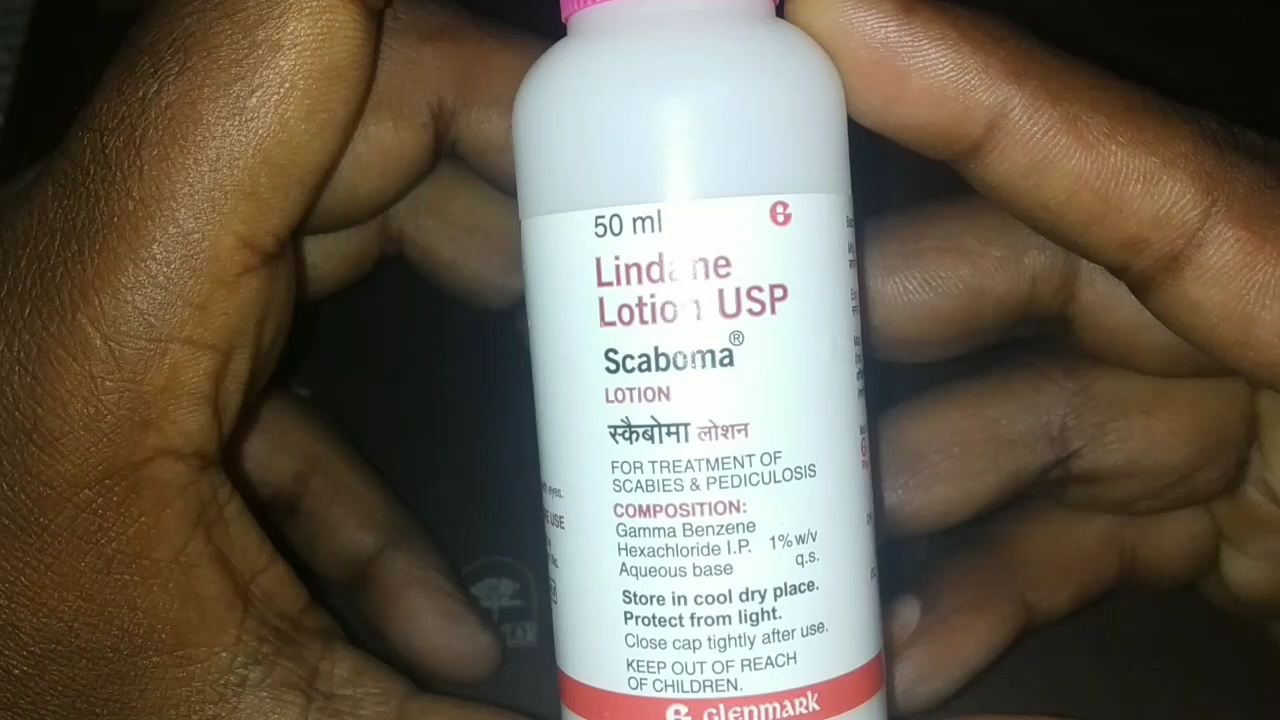 50 ml
Lindane
Lotion USP
Scaboma®
LOTION
स्कैबोमा लोशन
FOR TREATMENT OF
SCABIES & PEDICULOSIS
COMPOSITION:
Gamma Benzene
Hexachloride I.P. 1% w/v
Aqueous base q.s.
Store in cool dry place.
Protect from light.
Close cap tightly after use.
KEEP OUT OF REACH
OF CHILDREN.
Glenmark
eyes.
USE